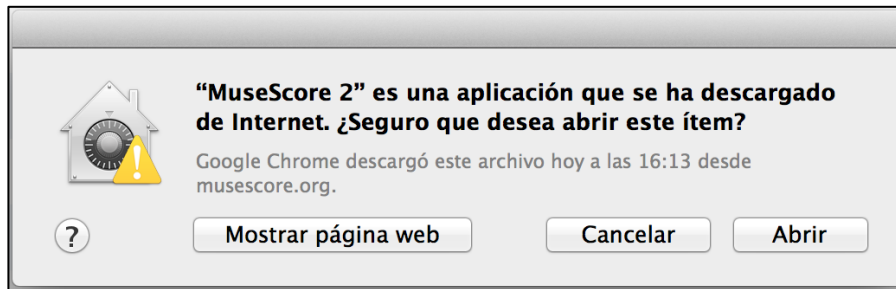 “MuseScore 2” es una aplicación que se ha descargado
de Internet. ¿Seguro que desea abrir este ítem?
Google Chrome descargó este archivo hoy a las 16:13 desde
musescore.org.
?
Mostrar página web
Cancelar
Abrir